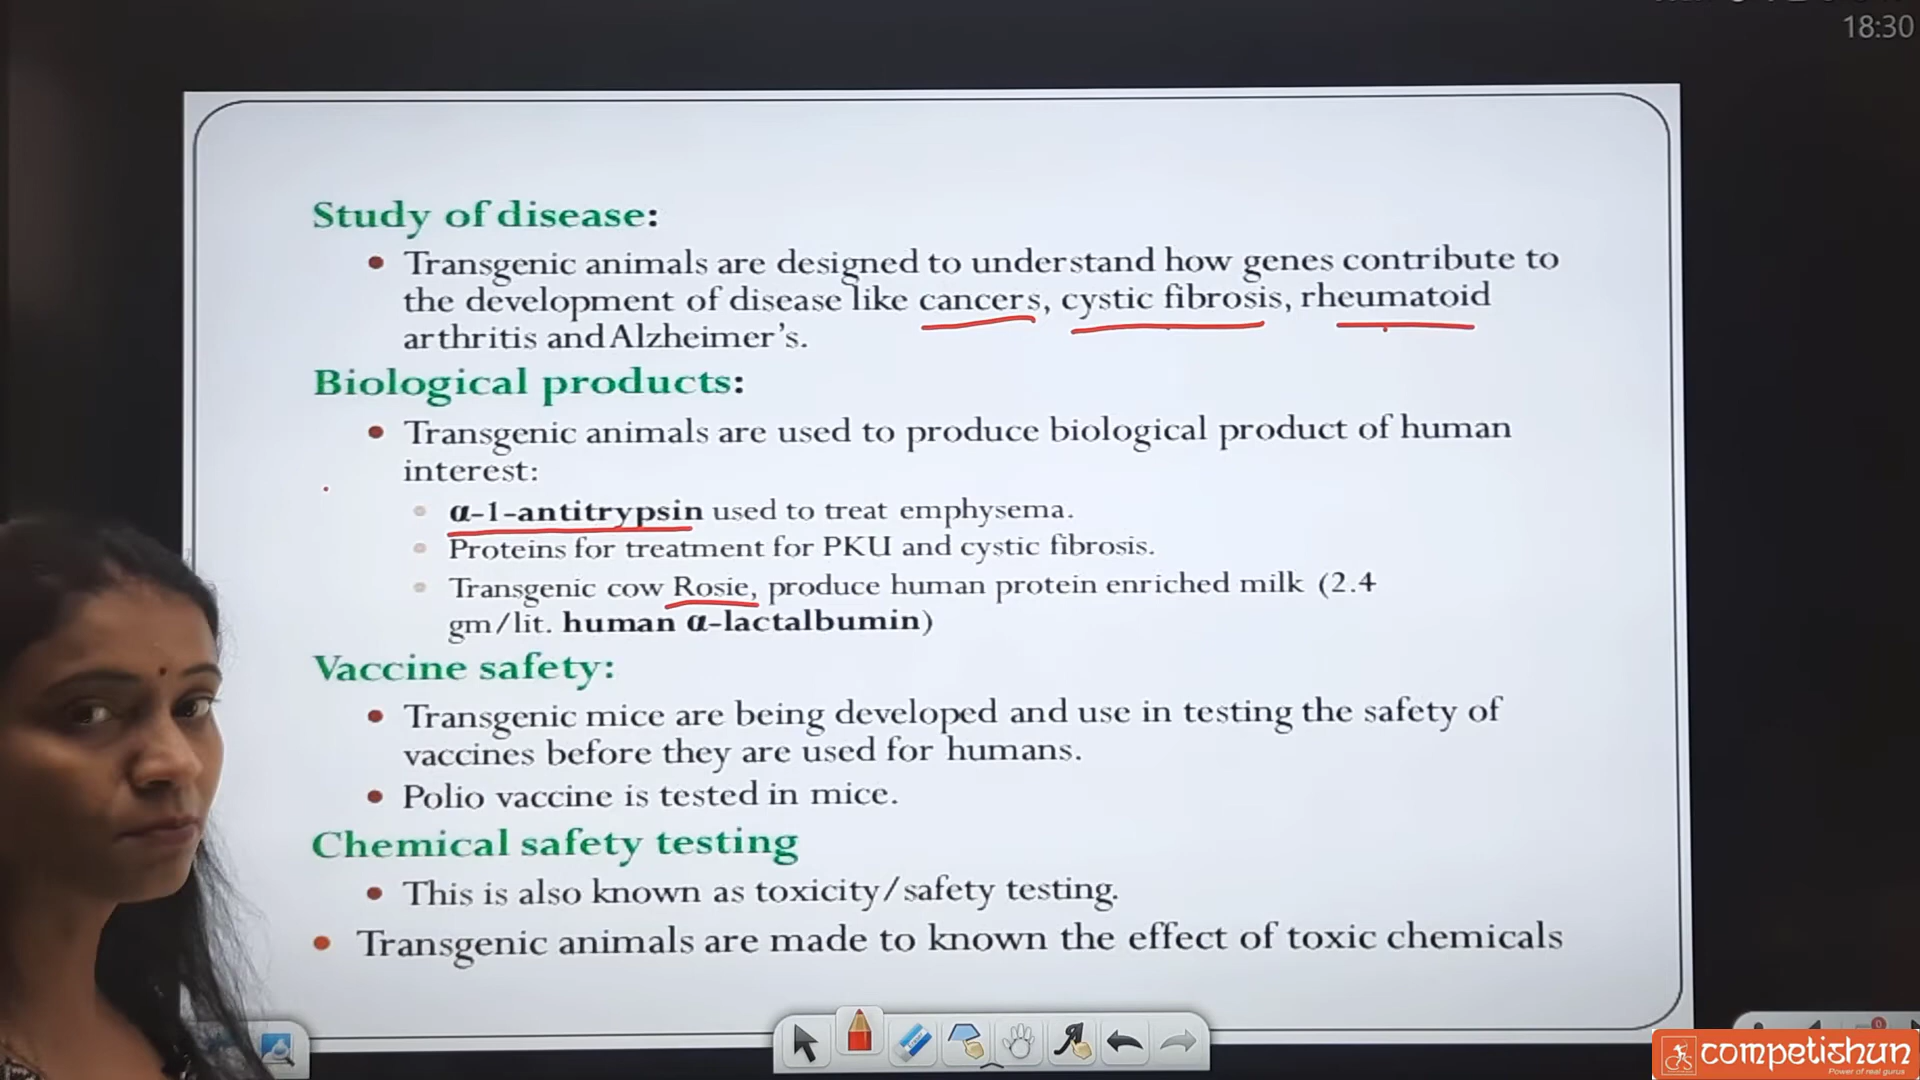 18:30
Study of disease:
Transgenic animals are designed to understand how genes contribute to
the development of disease like cancers, cystic fibrosis, rheumatoid
arthritis and Alzheimer's.
Biological products:
Transgenic animals are used to produce biological product of human
interest:
α-1-antitrypsin used to treat emphysema.
Proteins for treatment for PKU and cystic fibrosis.
Transgenic cow Rosie, produce human protein enriched milk (2.4
gm/lit. human α-lactalbumin)
Vaccine safety:
Transgenic mice are being developed and use in testing the safety of
vaccines before they are used for humans.
Polio vaccine is tested in mice.
Chemical safety testing
This is also known as toxicity/safety testing.
Transgenic animals are made to known the effect of toxic chemicals
competishun
Power of real gurus